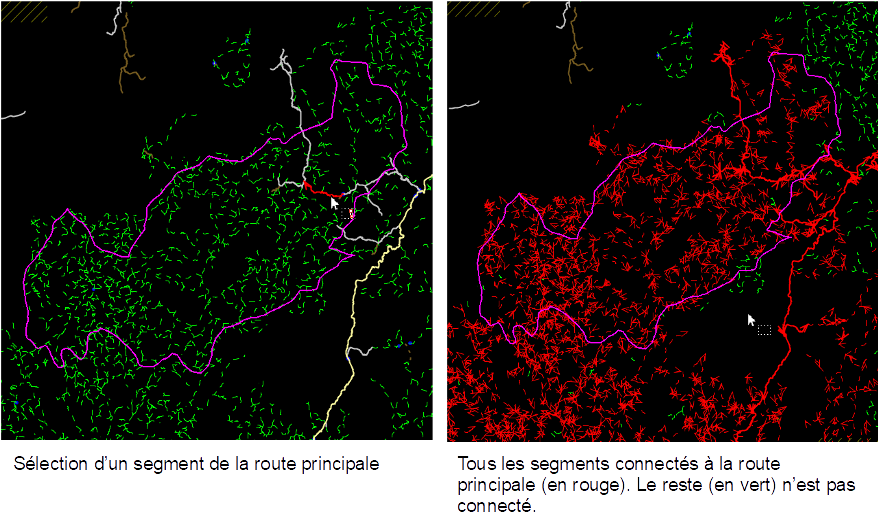 Sélection d'un segment de la route principale
Tous les segments connectés à la route
principale (en rouge). Le reste (en vert) n'est pas
connecté.